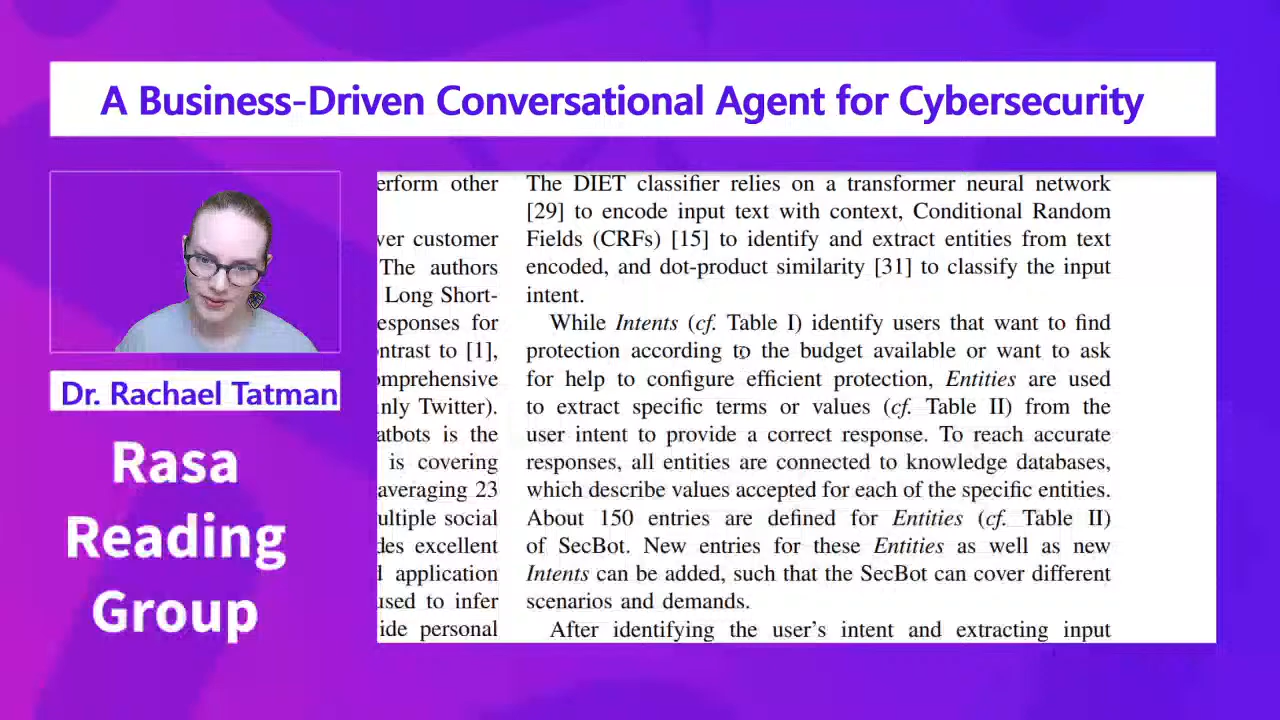 A Business-Driven Conversational Agent for Cybersecurity
Dr. Rachael Tatman
Rasa
Reading
Group
erform other
ver customer
The authors
Long Short-
esponses for
ntrast to [1],
omprehensive
nly Twitter).
atbots is the
is covering
averaging 23
ultiple social
des excellent
application
used to infer
ide personal
The DIET classifier relies on a transformer neural network
[29] to encode input text with context, Conditional Random
Fields (CRFs) [15] to identify and extract entities from text
encoded, and dot-product similarity [31] to classify the input
intent.
While Intents (cf. Table I) identify users that want to find
protection according to the budget available or want to ask
for help to configure efficient protection, Entities are used
to extract specific terms or values (cf. Table II) from the
user intent to provide a correct response. To reach accurate
responses, all entities are connected to knowledge databases,
which describe values accepted for each of the specific entities.
About 150 entries are defined for Entities (cf. Table II)
of SecBot. New entries for these Entities as well as new
Intents can be added, such that the SecBot can cover different
scenarios and demands.
After identifying the user's intent and extracting input